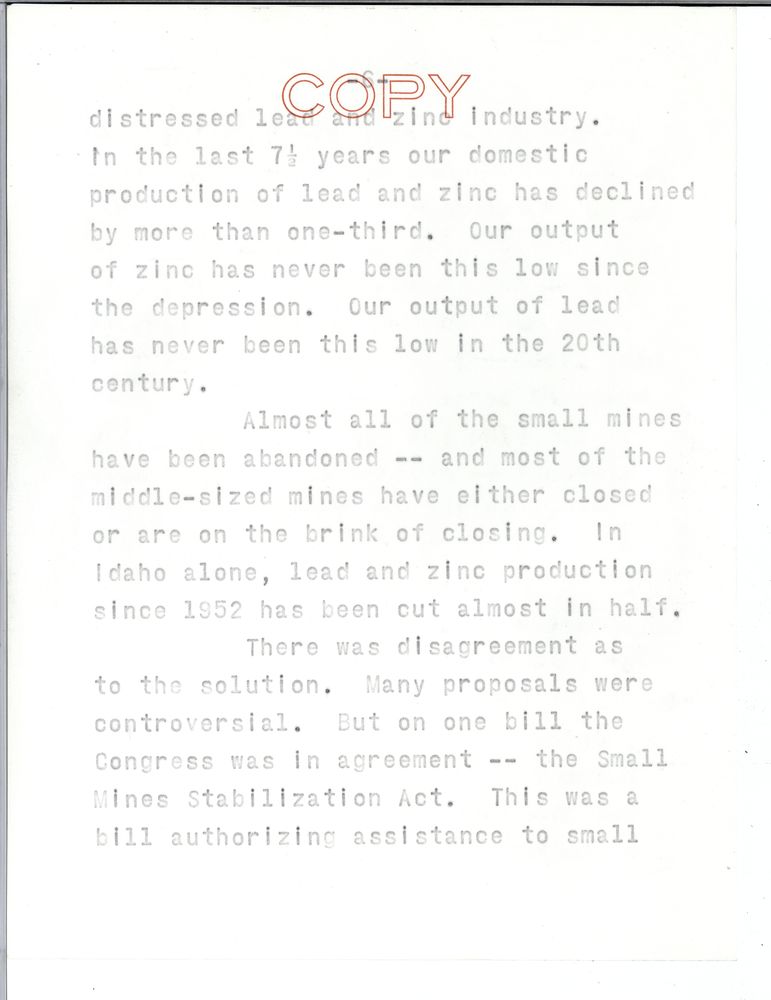 -6-
COPY
distressed lead and zinc industry.
In the last 7½ years our domestic
production of lead and zinc has declined
by more than one-third. Our output
of zinc has never been this low since
the depression. Our output of lead
has never been this low in the 20th
century.
Almost all of the small mines
have been abandoned -- and most of the
middle-sized mines have either closed
or are on the brink of closing. In
Idaho alone, lead and zinc production
since 1952 has been cut almost in half.
There was disagreement as
to the solution. Many proposals were
controversial. But on one bill the
Congress was in agreement -- the Small
Mines Stabilization Act. This was a
bill authorizing assistance to small